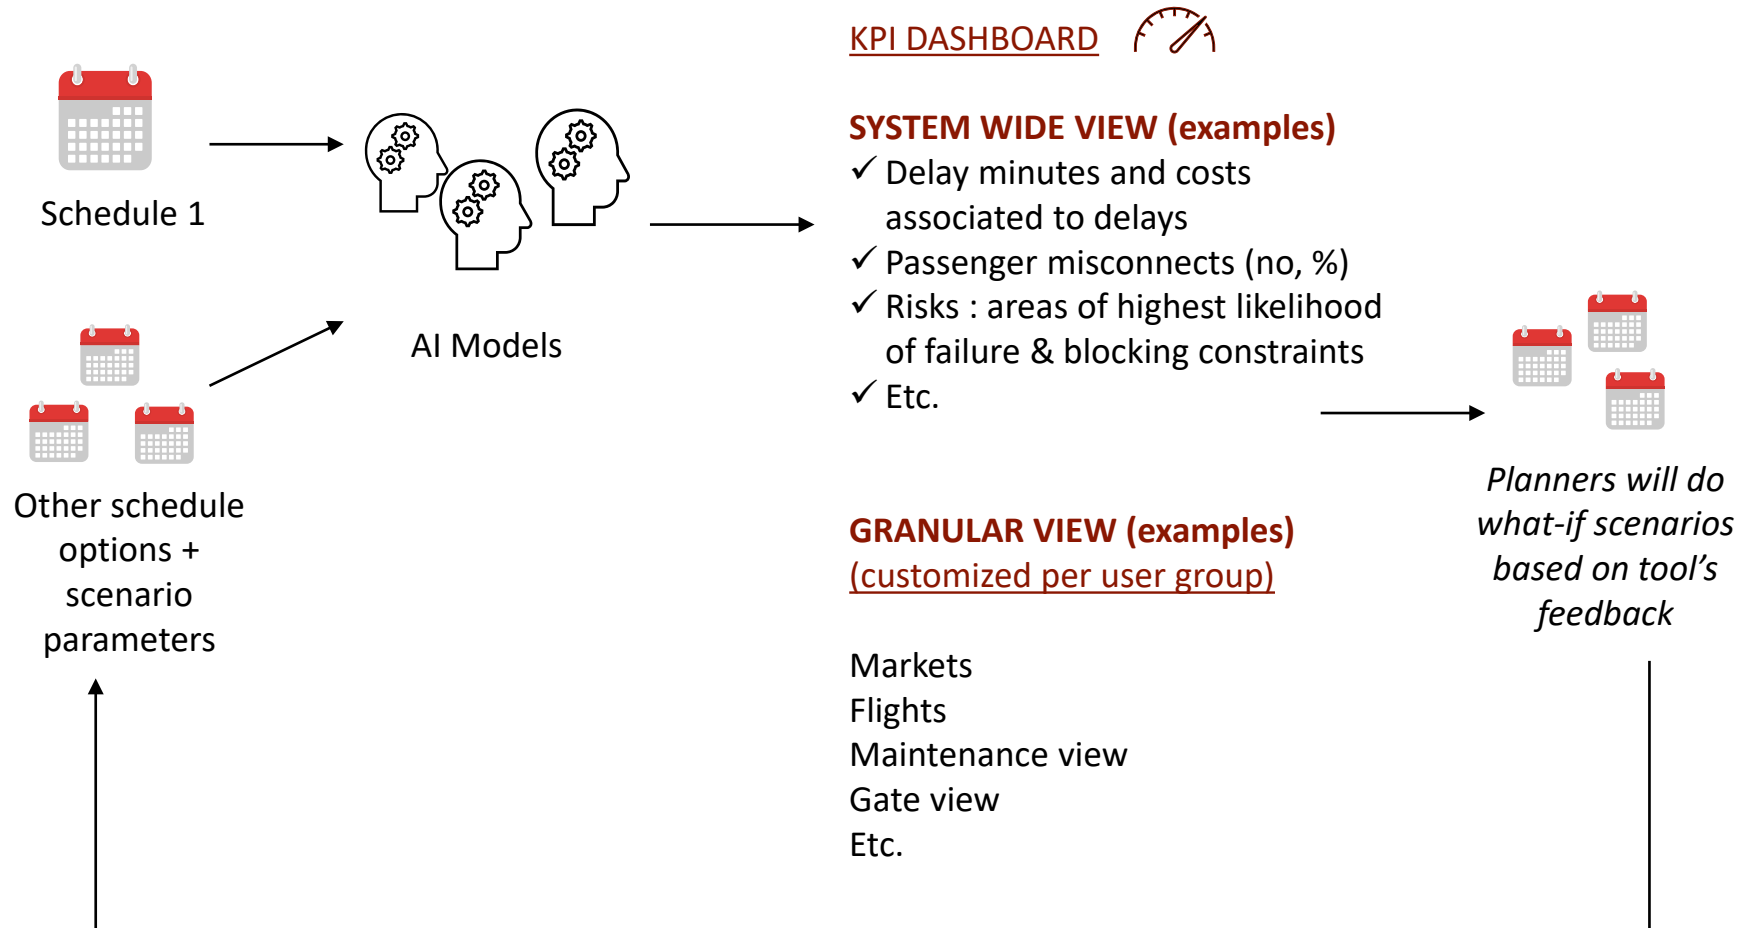 KPI DASHBOARD
Schedule 1
AI Models
SYSTEM WIDE VIEW (examples)
✓ Delay minutes and costs
associated to delays
✓ Passenger misconnects (no, %)
✓ Risks : areas of highest likelihood
of failure & blocking constraints
✓ Etc.
Other schedule
options +
scenario
parameters
GRANULAR VIEW (examples)
(customized per user group)
Markets
Flights
Maintenance view
Gate view
Etc.
Planners will do
what-if scenarios
based on tool’s
feedback